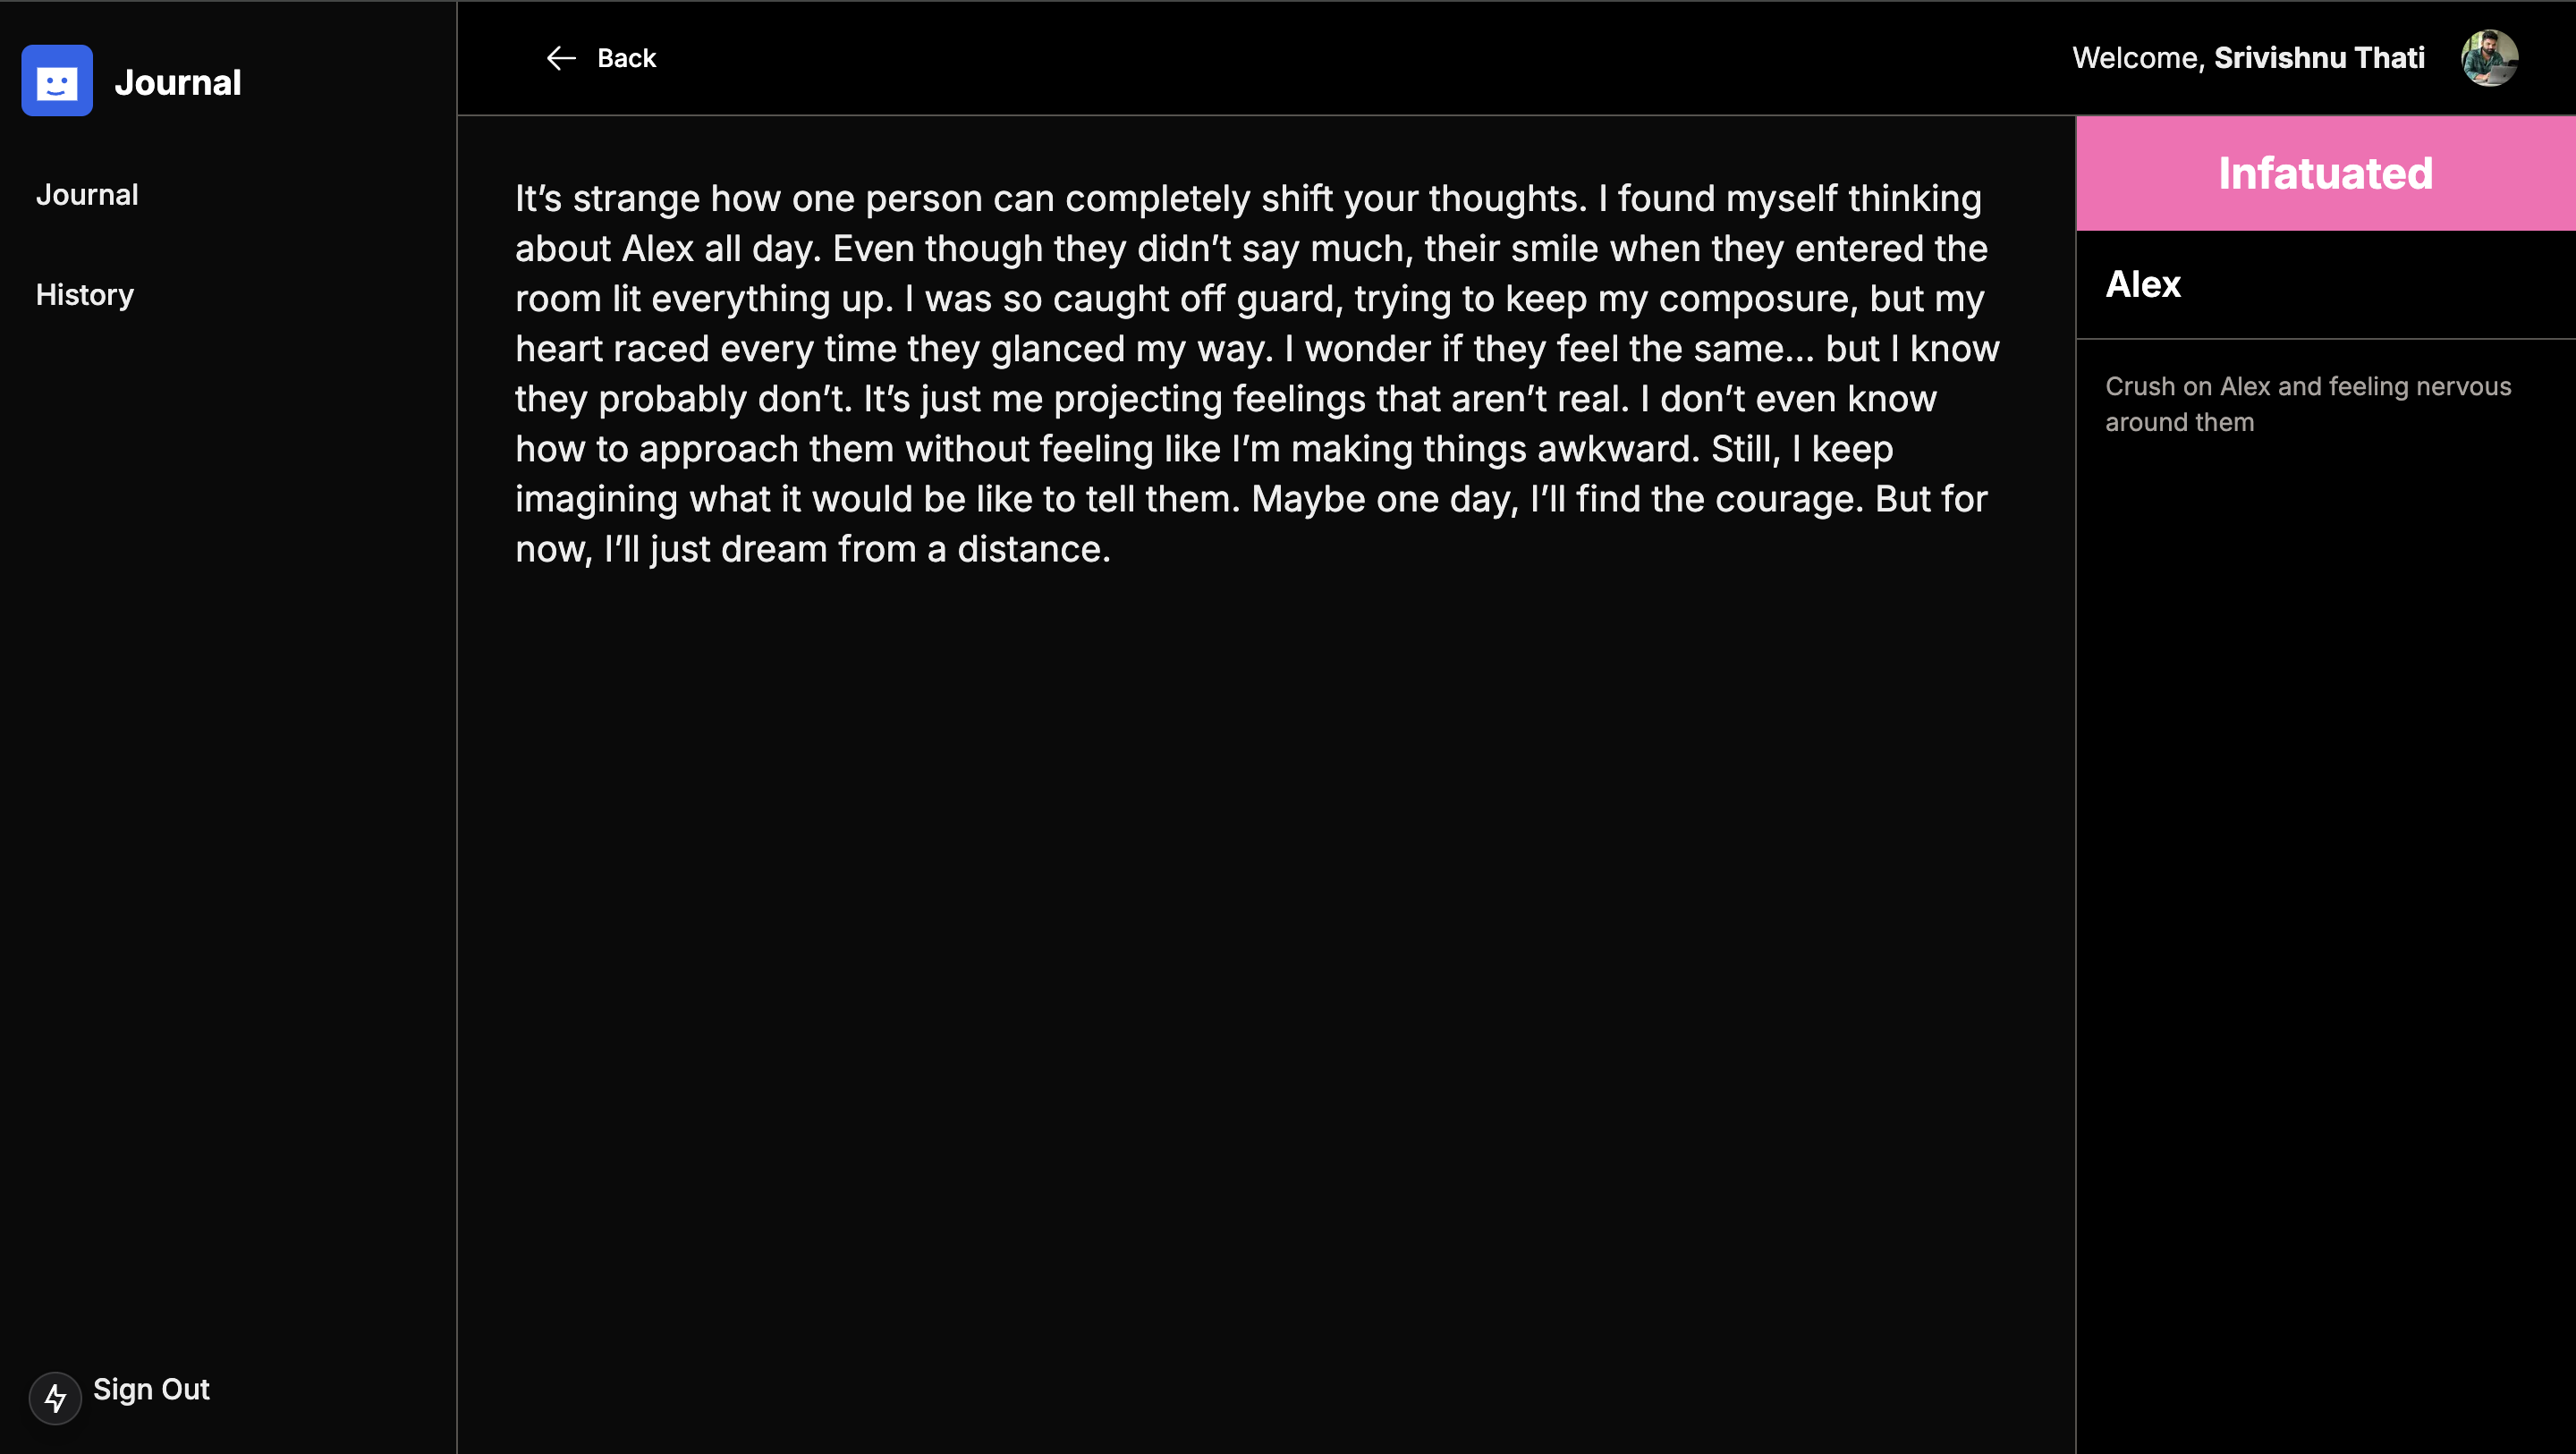 Journal
Journal
History
Sign Out
Back
Welcome, Srivishnu Thati
It’s strange how one person can completely shift your thoughts. I found myself thinking
about Alex all day. Even though they didn’t say much, their smile when they entered the
room lit everything up. I was so caught off guard, trying to keep my composure, but my
heart raced every time they glanced my way. I wonder if they feel the same... but I know
they probably don’t. It’s just me projecting feelings that aren’t real. I don’t even know
how to approach them without feeling like I’m making things awkward. Still, I keep
imagining what it would be like to tell them. Maybe one day, I’ll find the courage. But for
now, I’ll just dream from a distance.
Infatuated
Alex
Crush on Alex and feeling nervous
around them